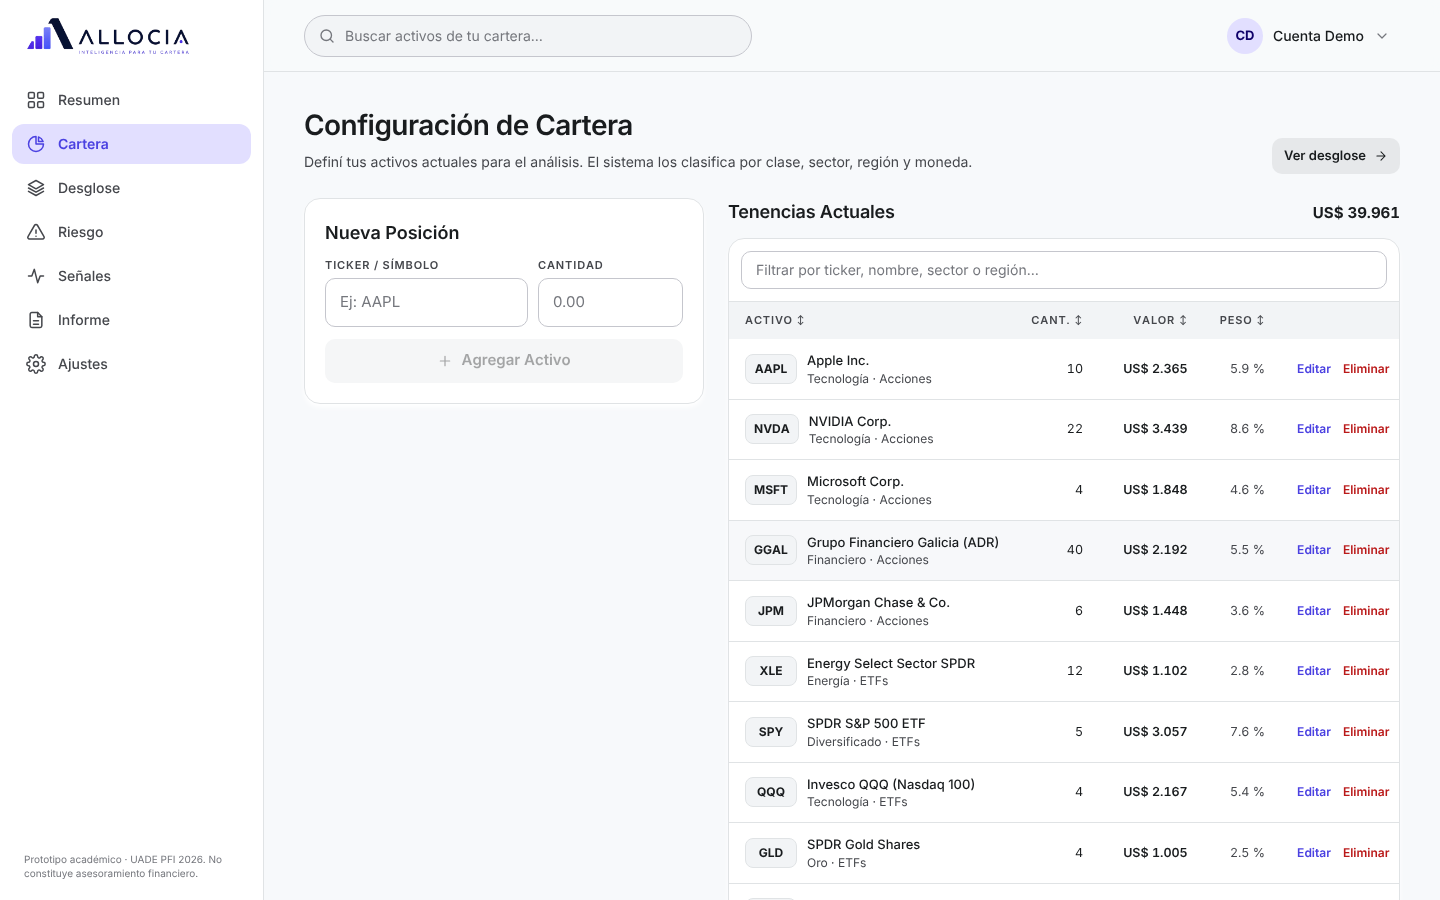 ALLOCIA
INTELIGENCIA PARA TU CARTERA
Resumen
Cartera
Desglose
Riesgo
Señales
Informe
Ajustes
Prototipo académico · UADE PFI 2026. No
constituye asesoramiento financiero.
Buscar activos de tu cartera...
CD Cuenta Demo
Configuración de Cartera
Definí tus activos actuales para el análisis. El sistema los clasifica por clase, sector, región y moneda.
Ver desglose →
Nueva Posición
TICKER / SÍMBOLO CANTIDAD
Ej: AAPL 0.00
+ Agregar Activo
Tenencias Actuales US$ 39.961
Filtrar por ticker, nombre, sector o región...
ACTIVO ↕ CANT. ↕ VALOR ↕ PESO ↕
AAPL Apple Inc. 10 US$ 2.365 5.9 % Editar Eliminar
Tecnología · Acciones
NVDA NVIDIA Corp. 22 US$ 3.439 8.6 % Editar Eliminar
Tecnología · Acciones
MSFT Microsoft Corp. 4 US$ 1.848 4.6 % Editar Eliminar
Tecnología · Acciones
GGAL Grupo Financiero Galicia (ADR) 40 US$ 2.192 5.5 % Editar Eliminar
Financiero · Acciones
JPM JPMorgan Chase & Co. 6 US$ 1.448 3.6 % Editar Eliminar
Financiero · Acciones
XLE Energy Select Sector SPDR 12 US$ 1.102 2.8 % Editar Eliminar
Energía · ETFs
SPY SPDR S&P 500 ETF 5 US$ 3.057 7.6 % Editar Eliminar
Diversificado · ETFs
QQQ Invesco QQQ (Nasdaq 100) 4 US$ 2.167 5.4 % Editar Eliminar
Tecnología · ETFs
GLD SPDR Gold Shares 4 US$ 1.005 2.5 % Editar Eliminar
Oro · ETFs